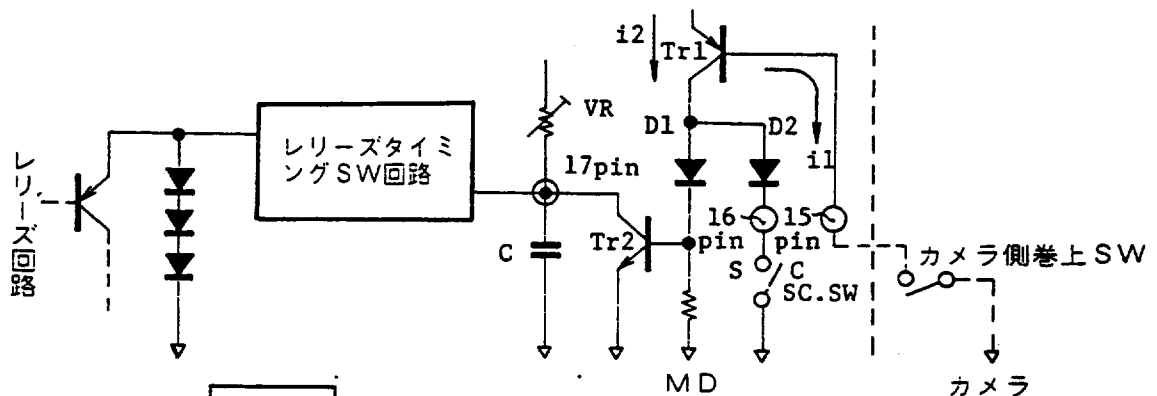 i2
Tr1
VR
D1
D2
i1
レリーズ回路
レリーズタイミ
ングSW回路
17pin
16
pin
15
pin
Tr2
C
S
C
SC.SW
カメラ側巻上SW
MD
カメラ